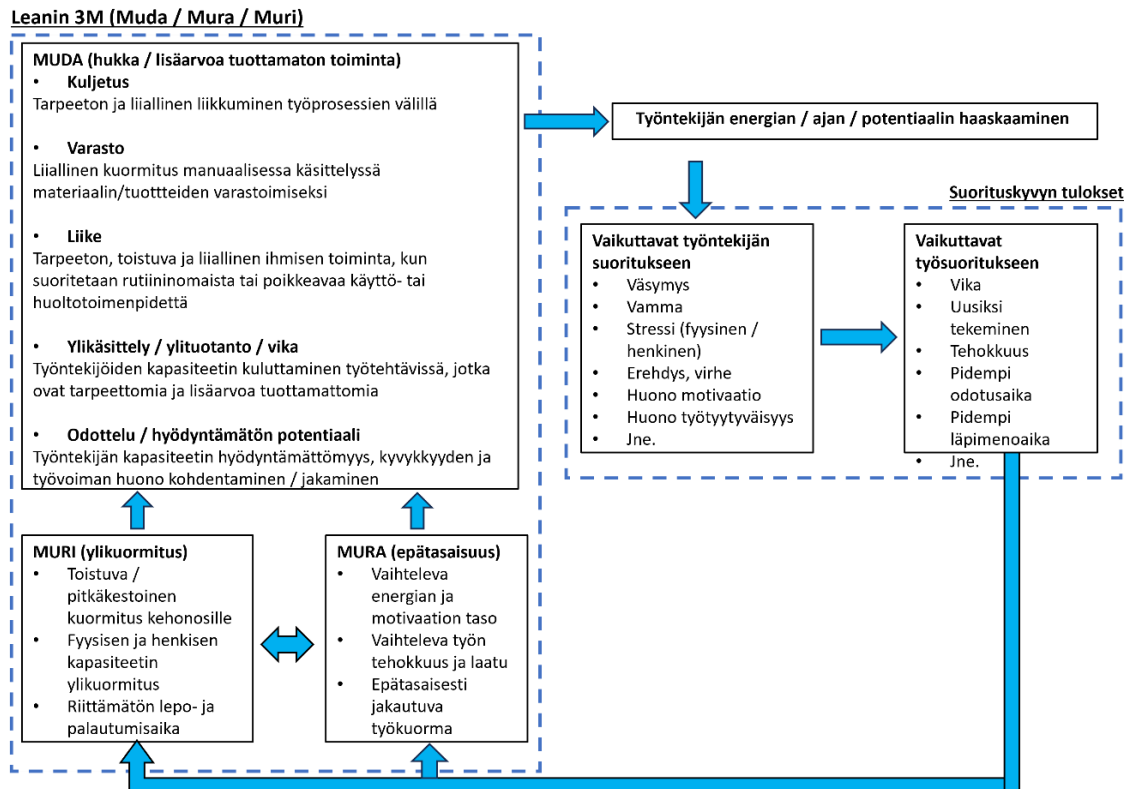 Leanin 3M (Muda / Mura / Muri)
MUDA (hukka / lisäarvoa tuottamaton toiminta)
• Kuljetus
Tarpeeton ja liiallinen liikkuminen työprosessien välillä
• Varasto
Liiallinen kuormitus manuaalisessa käsittelyssä
materiaalin/tuottteiden varastoimiseksi
• Liike
Tarpeeton, toistuva ja liiallinen ihmisen toiminta, kun
suoritetaan rutiininomaista tai poikkeavaa käyttö- tai
huoltotoimenpidettä
• Ylikäsittely / ylituotanto / vika
Työntekijöiden kapasiteetin kuluttaminen työtehtävissä, jotka
ovat tarpeettomia ja lisäarvoa tuottamattomia
• Odottelu / hyödyntämätön potentiaali
Työntekijän kapasiteetin hyödyntämättömyys, kyvykkyyden ja
työvoiman huono kohdentaminen / jakaminen
MURI (ylikuormitus)
• Toistuva /
pitkäkestoinen
kuormitus kehonosille
• Fyysisen ja henkisen
kapasiteetin
ylikuormitus
• Riittämätön lepo- ja
palautumisaika
MURA (epätasaisuus)
• Vaihteleva
energian ja
motivaation taso
• Vaihteleva työn
tehokkuus ja laatu
• Epätasaisesti
jakautuva
työkuorma
Työntekijän energian / ajan / potentiaalin haaskaaminen
Suorituskyvyn tulokset
Vaikuttavat työntekijän
suoritukseen
• Väsymys
• Vamma
• Stressi (fyysinen /
henkinen)
• Erehdys, virhe
• Huono motivaatio
• Huono työtyytyväisyys
• Jne.
Vaikuttavat
työsuoritukseen
• Vika
• Uusiksi
tekeminen
• Tehokkuus
• Pidempi
odotusaika
• Pidempi
läpimenoaika
• Jne.